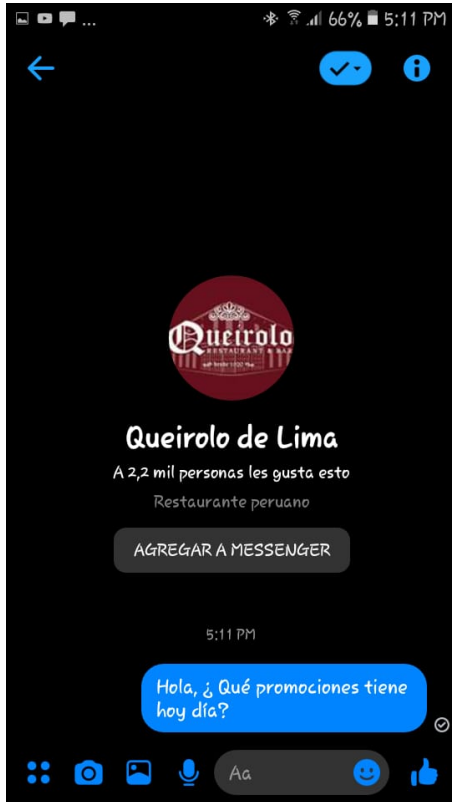 ... 66% 5:11 PM
Queirolo
RESTAURANT & BAR
Queirolo de Lima
A 2,2 mil personas les gusta esto
Restaurante peruano
AGREGAR A MESSENGER
5:11 PM
Hola, ¿ Qué promociones tiene
hoy día?
Aa